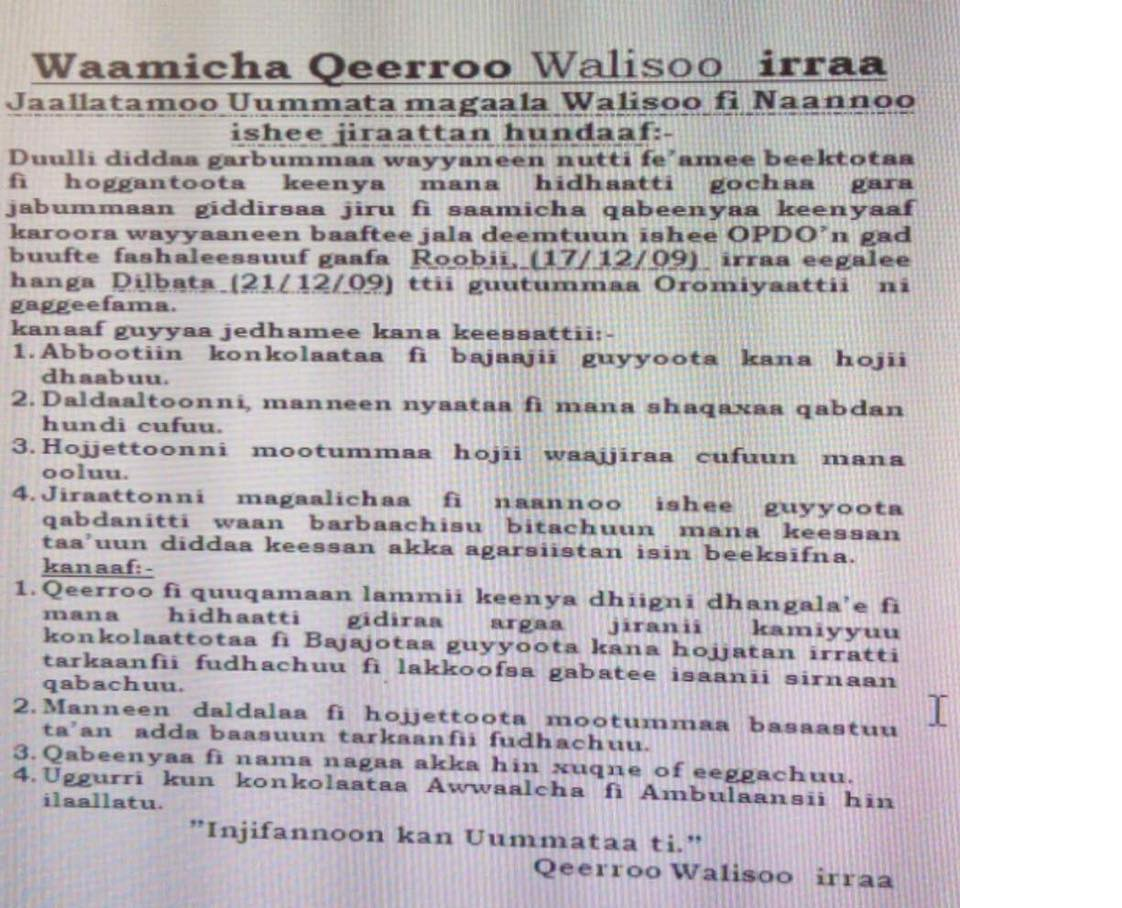 Waamicha Qeerroo Walisoo irraa
Jaallatamoo Uummata magaala Walisoo fi Naannoo
ishee jiraattan hundaaf:-
Duulli diddaa garbummaa wayyaneen nutti fe'amee beektotaa
fi hoggantoota keenya mana hidhaatti gochaa gara
jabummaan giddirsaa jiru fi saamicha qabeenyaa keenyaaf
karoora wayyaaneen baaftee jala deemtuun ishee OPDO'n gad
buufte fashaleessuuf gaafa Roobii, (17/12/09) irraa eegalee
hanga Dilbata (21/12/09) ttii guutummaa Oromiyaattii ni
gaggeefama.
kanaaf guyyaa jedhamee kana keessattii:-
1. Abbootiin konkolaataa fi bajaajii guyyoota kana hojii
dhaabuu.
2. Daldaaltoonni, manneen nyaataa fi mana shaqaxaa qabdan
hundi cufuu.
3. Hojjettoonni mootummaa hojii waajjiraa cufuun mana
ooluu.
4. Jiraattonni magaalichaa fi naannoo ishee guyyoota
qabdanitti waan barbaachisu bitachuun mana keessan
taa'uun diddaa keessan akka agarsiistan isin beeksifna.
kanaaf:-
1. Qeerroo fi quuqamaan lammii keenya dhiigni dhangala'e fi
mana hidhaatti gidiraa argaa jiranii kamiyyuu
konkolaattotaa fi Bajajotaa guyyoota kana hojjatan irratti
tarkaanfii fudhachuu fi lakkoofsa gabatee isaanii sirnaan
qabachuu.
2. Manneen daldalaa fi hojjettoota mootummaa basaastuu
ta'an adda baasuun tarkaanfii fudhachuu.
3. Qabeenyaa fi nama nagaa akka hin xuqne of eeggachuu.
4. Uggurri kun konkolaataa Awwaalcha fi Ambulaansii hin
ilaallatu.
"Injifannoon kan Uummataa ti."
Qeerroo Walisoo irraa